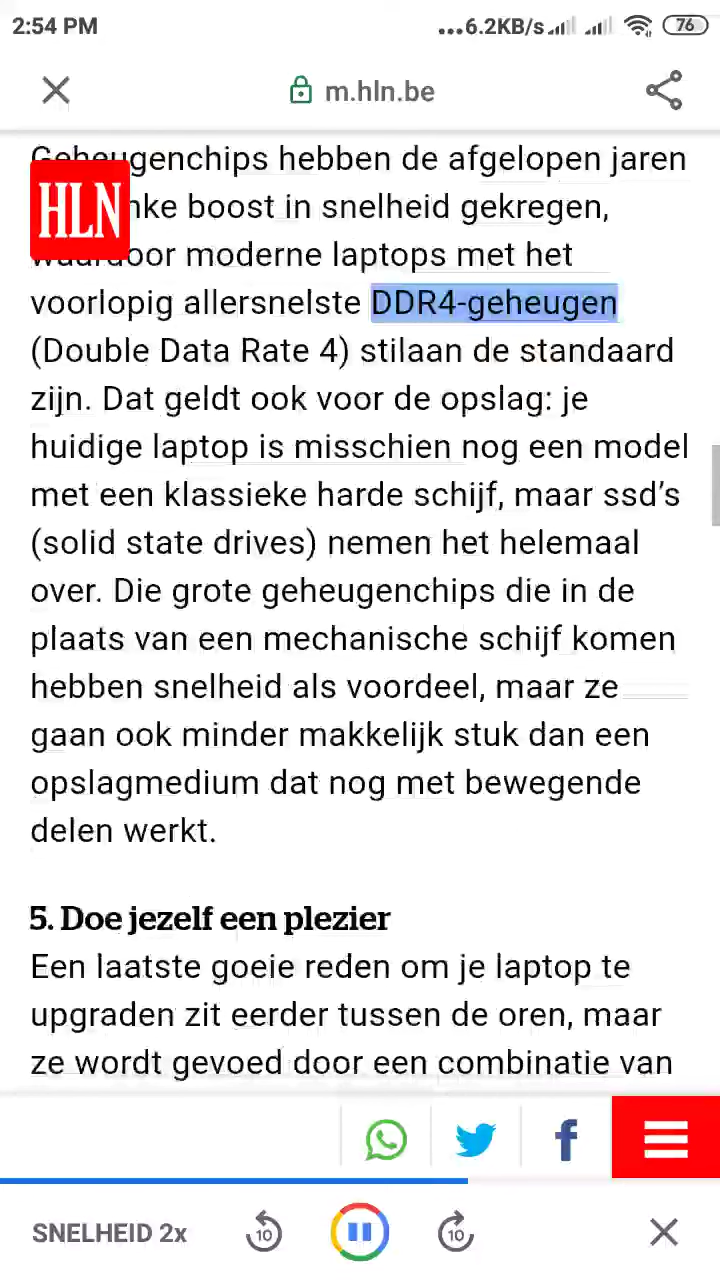 2:54 PM
...6.2KB/s
76
m.hln.be
Geheugenchips hebben de afgelopen jaren
HLN
boost in snelheid gekregen,
moderne laptops met het
voorlopig allersnelste DDR4-geheugen
(Double Data Rate 4) stilaan de standaard
zijn. Dat geldt ook voor de opslag: je
huidige laptop is misschien nog een model
met een klassieke harde schijf, maar ssd’s
(solid state drives) nemen het helemaal
over. Die grote geheugenchips die in de
plaats van een mechanische schijf komen
hebben snelheid als voordeel, maar ze
gaan ook minder makkelijk stuk dan een
opslagmedium dat nog met bewegende
delen werkt.
5. Doe jezelf een plezier
Een laatste goeie reden om je laptop te
upgraden zit eerder tussen de oren, maar
ze wordt gevoed door een combinatie van
SNELHEID 2x
10
10